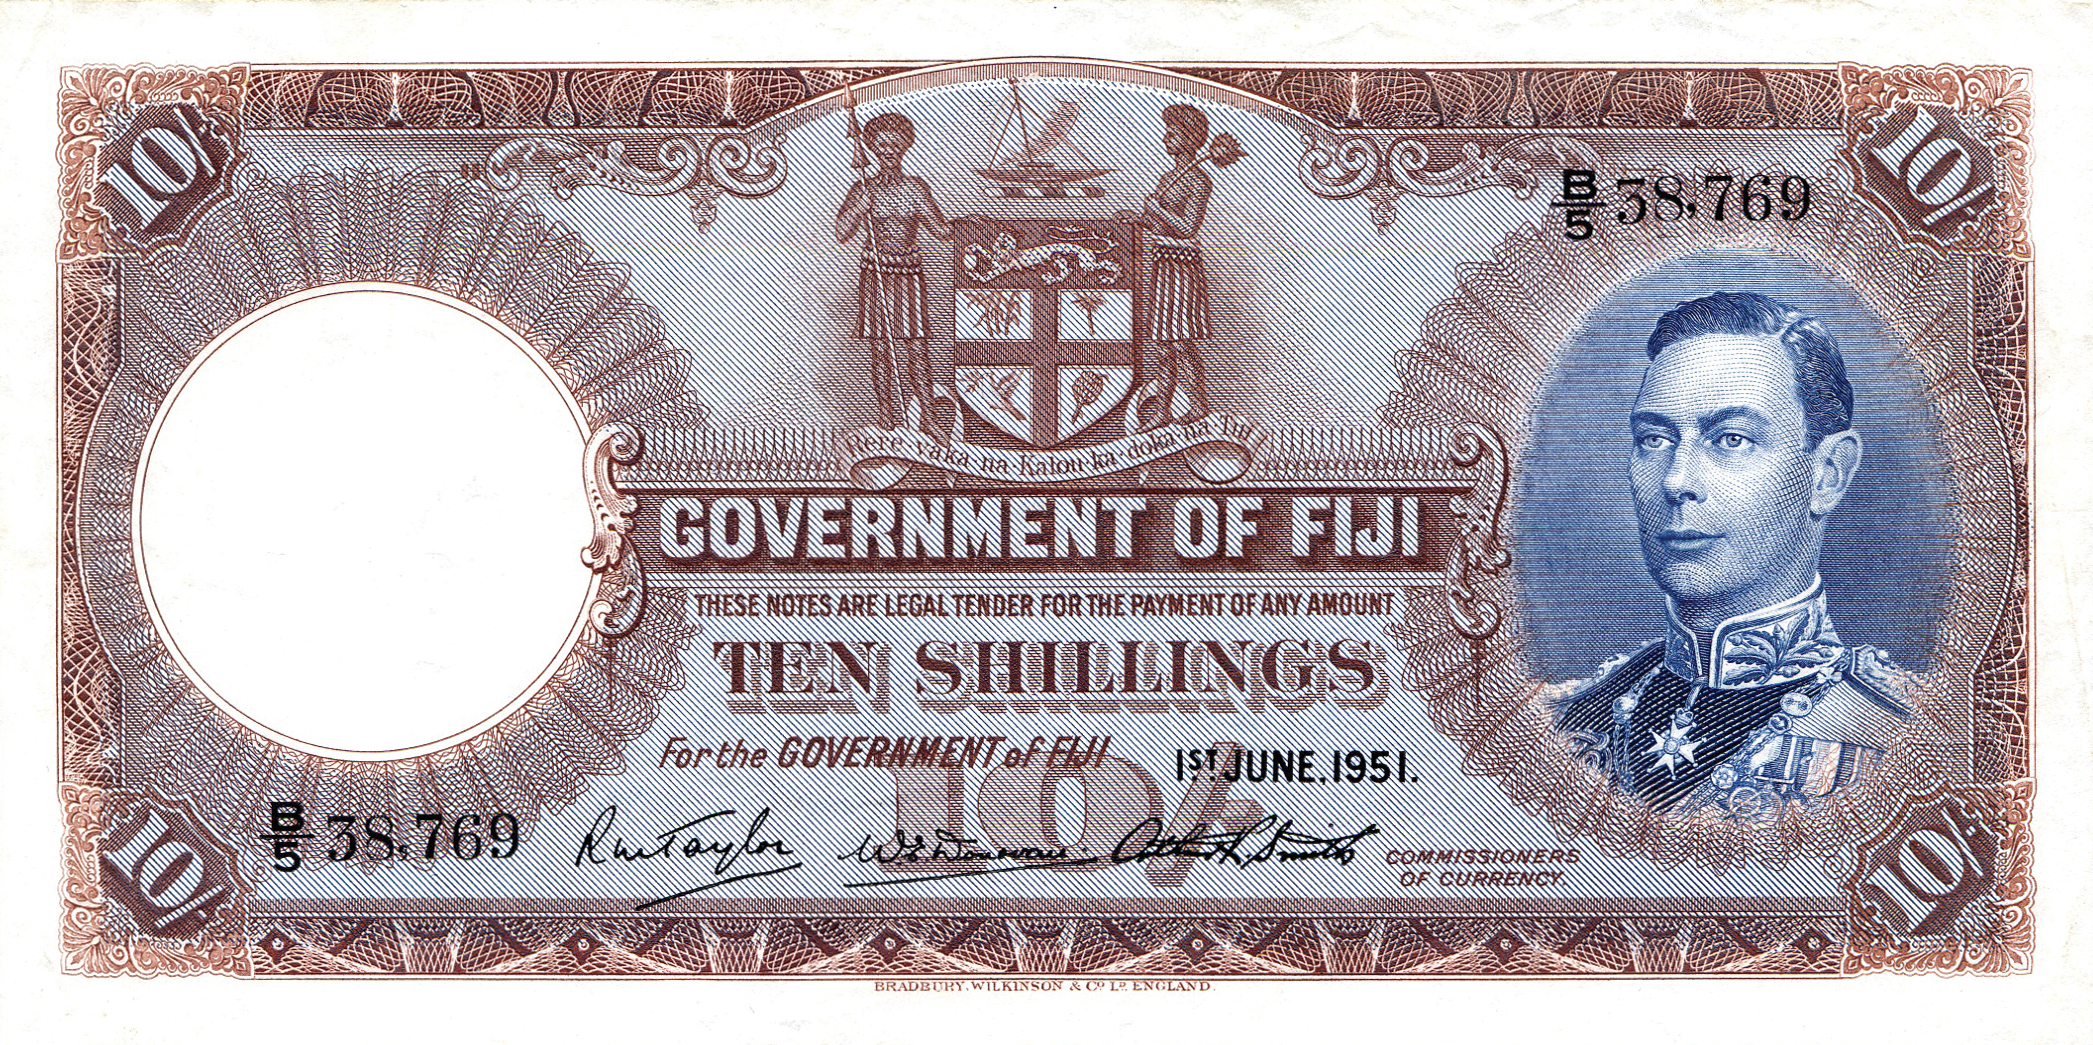 10/-
10/-
B/5 38,769
Rere·vaka·na·Kalou·ka·doka·na·Tui
GOVERNMENT OF FIJI
THESE NOTES ARE LEGAL TENDER FOR THE PAYMENT OF ANY AMOUNT
TEN SHILLINGS
For the GOVERNMENT of FIJI
1ST JUNE, 1951.
10/-
B/5 38,769
RW Taylor
COMMISSIONERS
OF CURRENCY.
10/-
10/-
BRADBURY, WILKINSON & Co. Ld. ENGLAND.